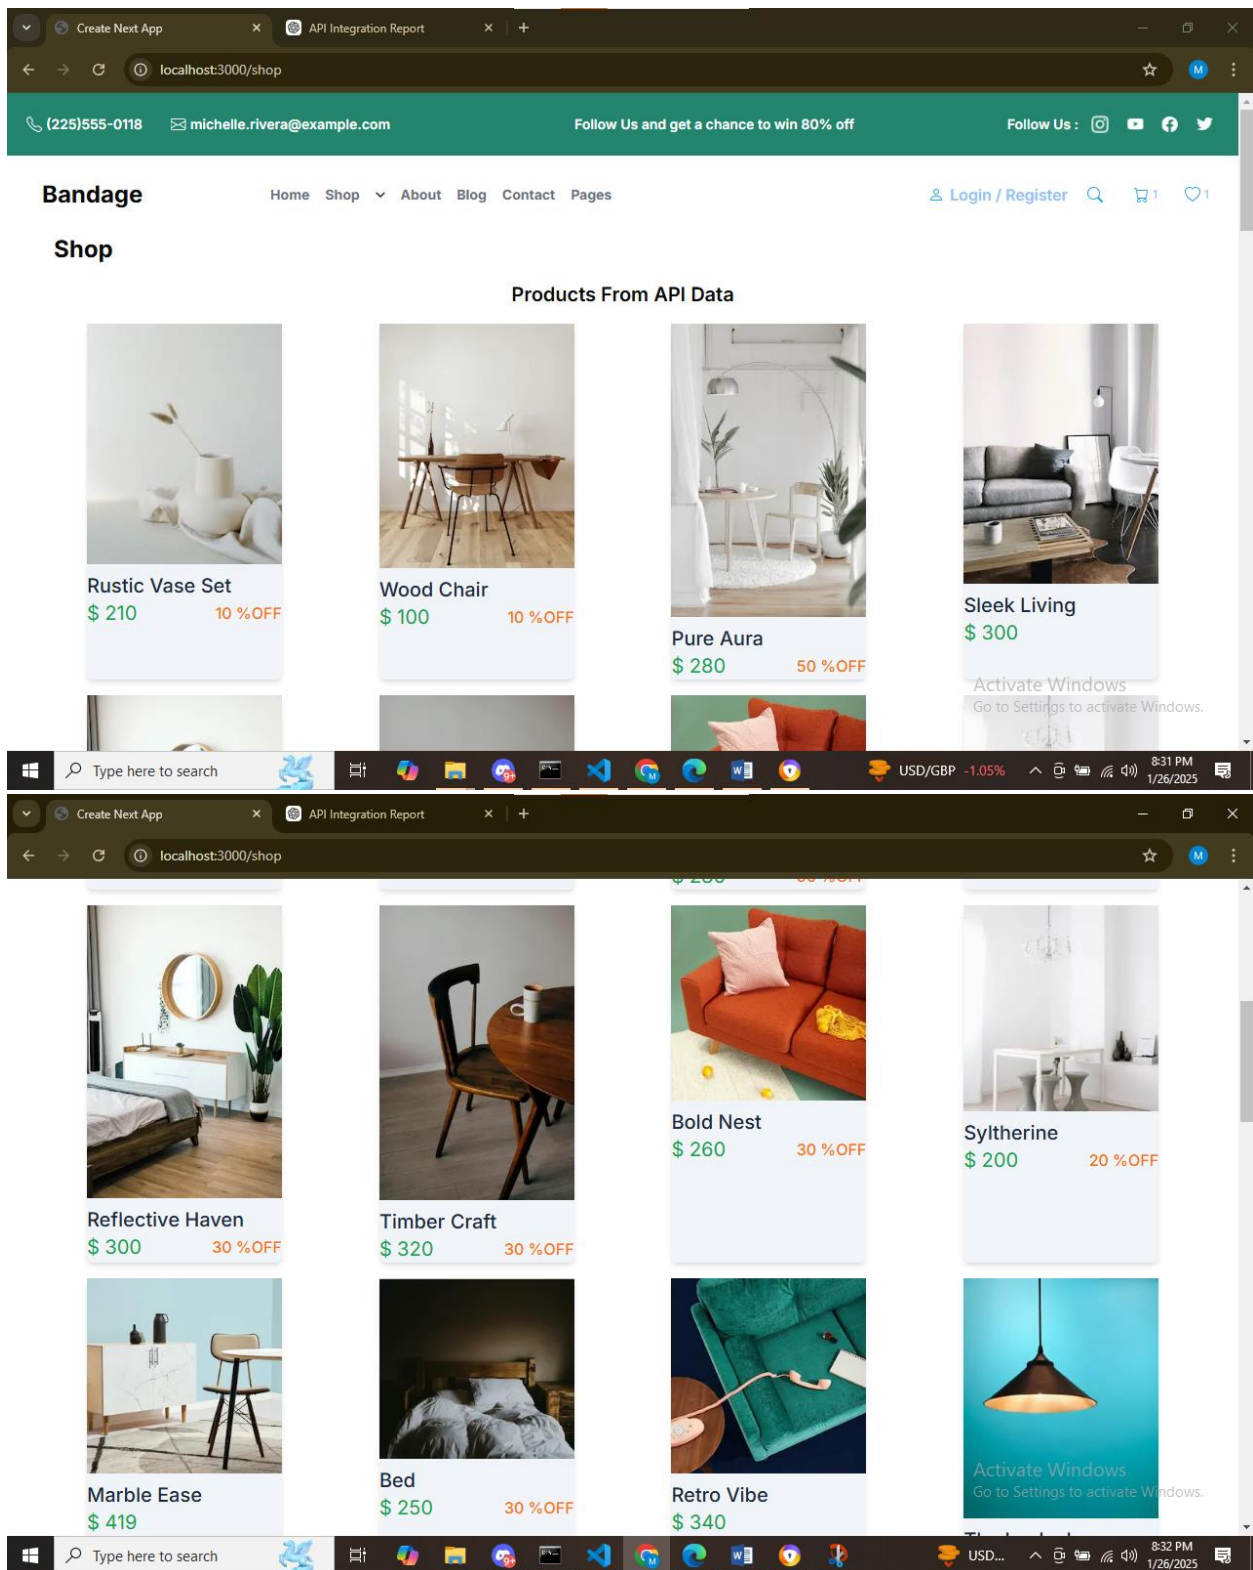 Create Next App
API Integration Report
localhost:3000/shop
M
(225)555-0118 michelle.rivera@example.com Follow Us and get a chance to win 80% off Follow Us :
Bandage Home Shop About Blog Contact Pages Login / Register 1 1
Shop
Products From API Data
Rustic Vase Set
$ 210 10 %OFF
Wood Chair
$ 100 10 %OFF
Pure Aura
$ 280 50 %OFF
Sleek Living
$ 300
Activate Windows
Go to Settings to activate Windows.
Type here to search
9+
USD/GBP -1.05%
8:31 PM
1/26/2025
Create Next App
API Integration Report
localhost:3000/shop
M
Reflective Haven
$ 300 30 %OFF
Timber Craft
$ 320 30 %OFF
Bold Nest
$ 260 30 %OFF
Syltherine
$ 200 20 %OFF
Marble Ease
$ 419
Bed
$ 250 30 %OFF
Retro Vibe
$ 340
Activate Windows
Go to Settings to activate Windows.
Type here to search
9+
USD...
8:32 PM
1/26/2025